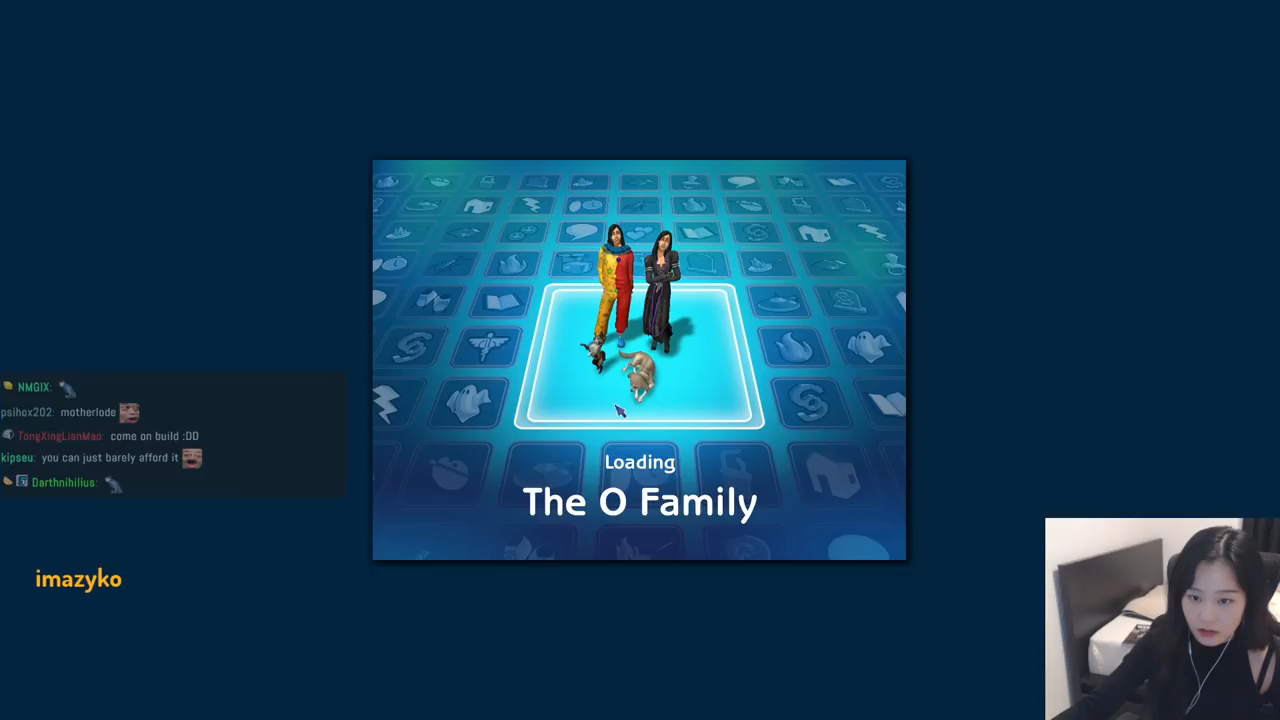 Loading
The O Family
NMGIX:
psihox202: motherlode
TongXingLianMao: come on build :DD
kipseu: you can just barely afford it
Darthnihilius:
imazyko